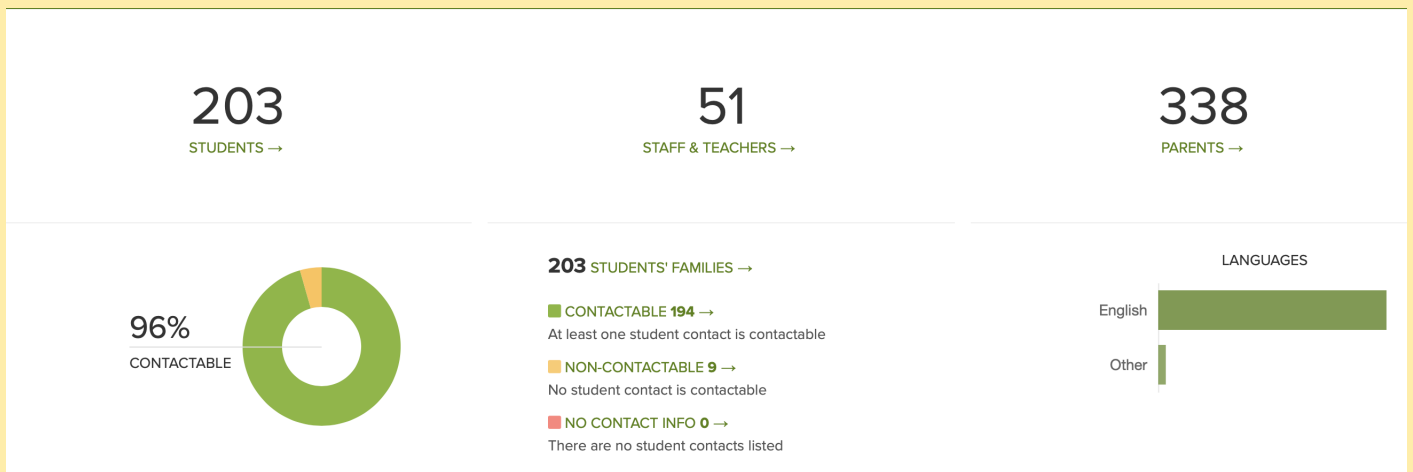 203
STUDENTS →
51
STAFF & TEACHERS →
338
PARENTS →
96%
CONTACTABLE
203 STUDENTS' FAMILIES →
CONTACTABLE 194 →
At least one student contact is contactable
NON-CONTACTABLE 9 →
No student contact is contactable
NO CONTACT INFO 0 →
There are no student contacts listed
LANGUAGES
English
Other